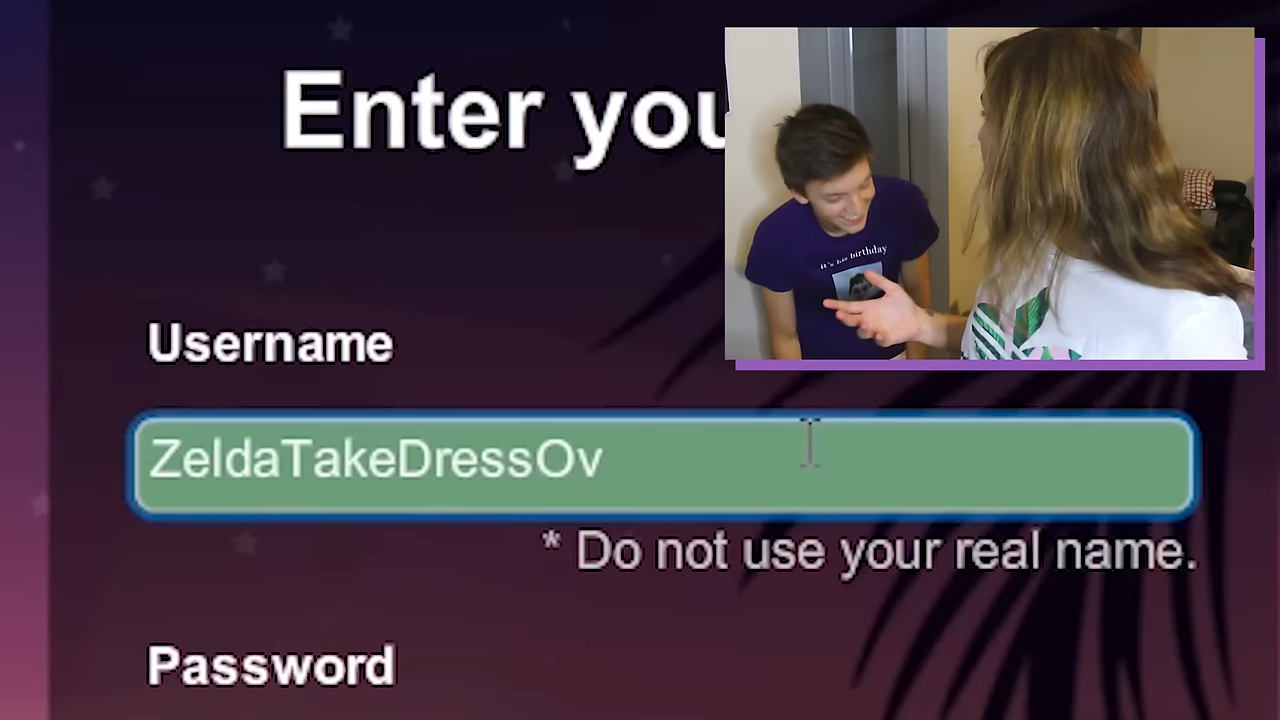 Enter you
it's his birthday
Username
ZeldaTakeDressOv
* Do not use your real name.
Password